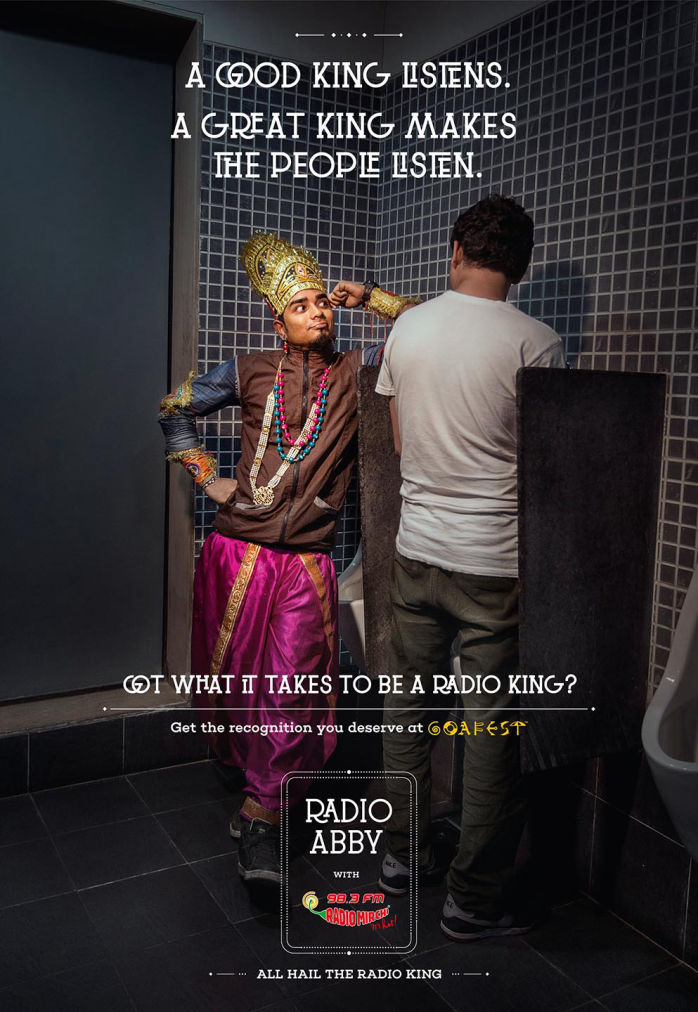 A GOOD KING LISTENS.
A GREAT KING MAKES
THE PEOPLE LISTEN.
GOT WHAT IT TAKES TO BE A RADIO KING?
Get the recognition you deserve at GOAFEST
RADIO
ABBY
WITH
98.3 FM
RADIO MIRCHI
ALL HAIL THE RADIO KING